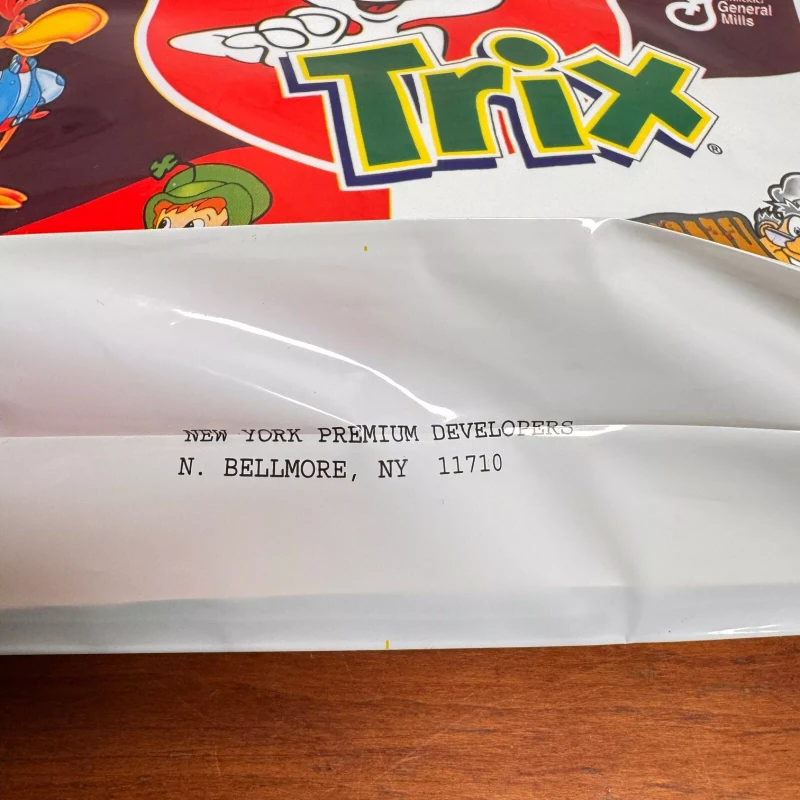 General
Mills
Trix®
NEW YORK PREMIUM DEVELOPERS
N. BELLMORE, NY 11710